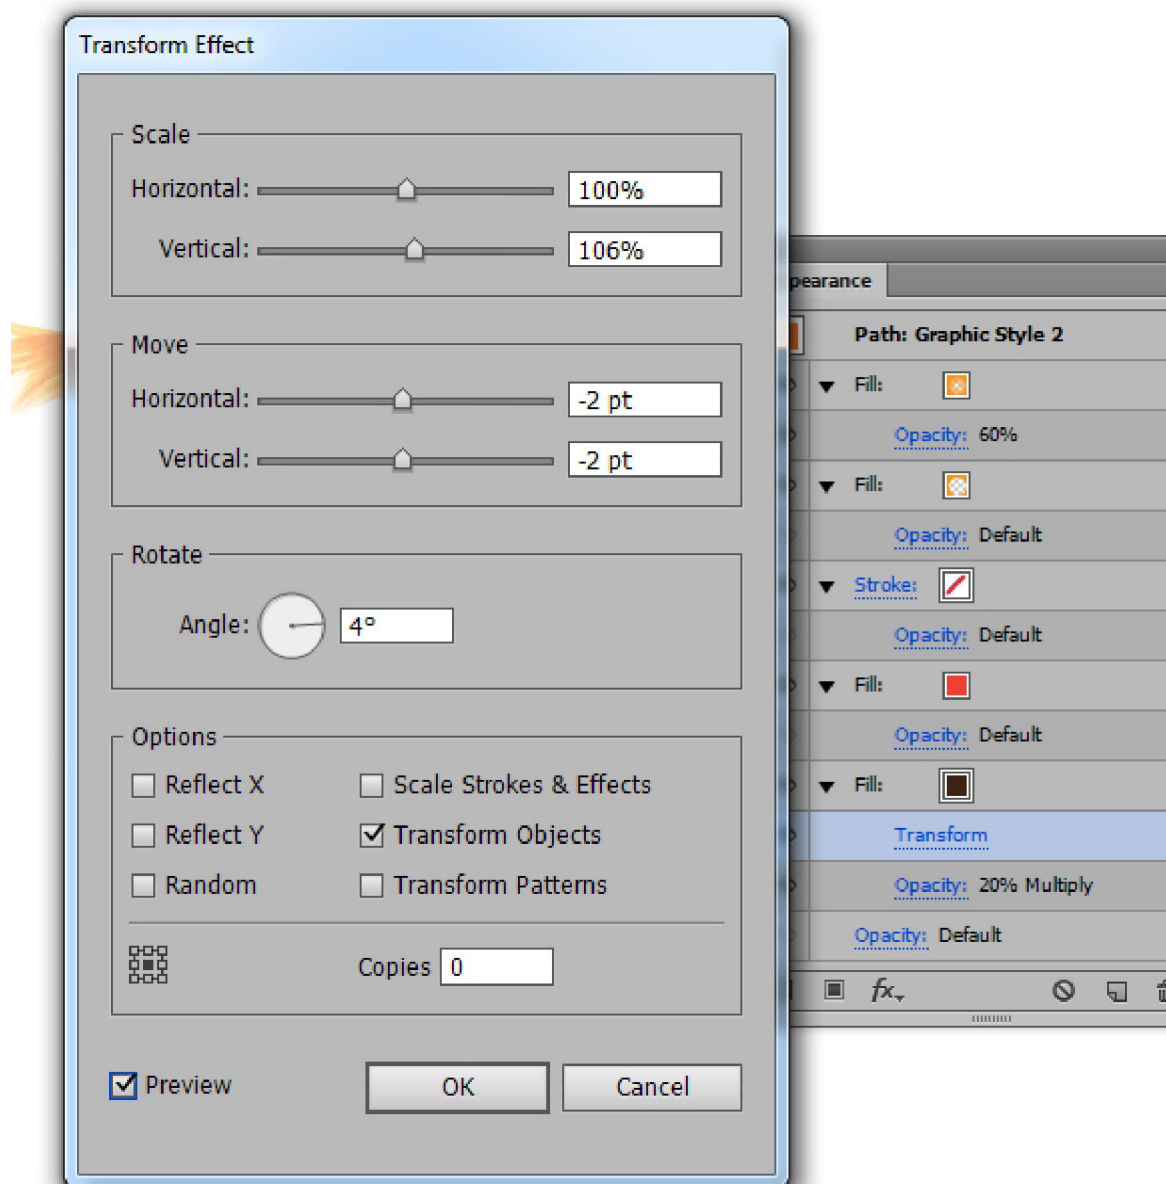 Transform Effect
Scale
Horizontal: 100%
Vertical: 106%
Move
Horizontal: -2 pt
Vertical: -2 pt
Rotate
Angle: 4°
Options
Reflect X
Scale Strokes & Effects
Reflect Y
Transform Objects
Random
Transform Patterns
Copies 0
Preview
OK
Cancel
pearance
Path: Graphic Style 2
Fill:
Opacity: 60%
Fill:
Opacity: Default
Stroke:
Opacity: Default
Fill:
Opacity: Default
Fill:
Transform
Opacity: 20% Multiply
Opacity: Default
fx